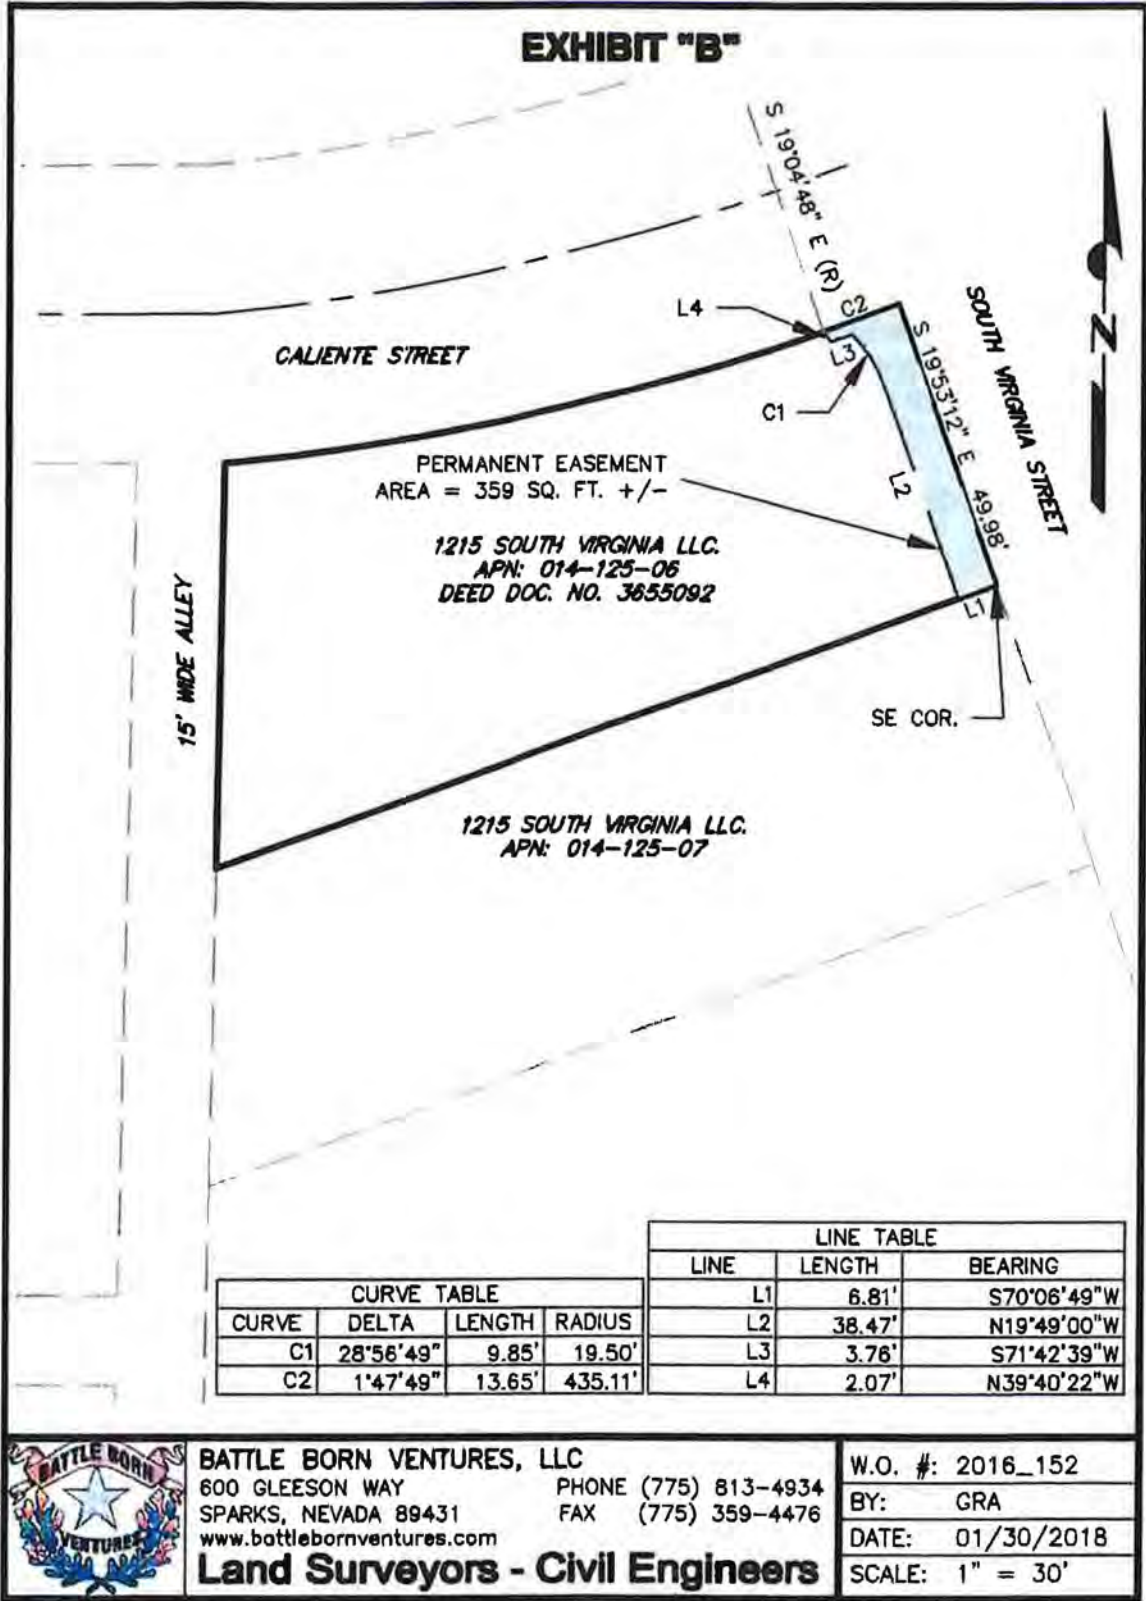 EXHIBIT "B"
S 19°04'48" E (R)
L4
C2
SOUTH VIRGINIA STREET
CALIENTE STREET
L3
S 19°53'12" E 49.98'
C1
PERMANENT EASEMENT
AREA = 359 SQ. FT. +/-
L2
1215 SOUTH VIRGINIA LLC.
APN: 014-125-06
DEED DOC. NO. 3655092
15' WIDE ALLEY
L1
SE COR.
1215 SOUTH VIRGINIA LLC.
APN: 014-125-07
N
LINE TABLE
LINE LENGTH BEARING
L1 6.81' S70°06'49"W
L2 38.47' N19°49'00"W
L3 3.76' S71°42'39"W
L4 2.07' N39°40'22"W
CURVE TABLE
CURVE DELTA LENGTH RADIUS
C1 28°56'49" 9.85' 19.50'
C2 1°47'49" 13.65' 435.11'
BATTLE BORN
VENTURES
BATTLE BORN VENTURES, LLC
600 GLEESON WAY PHONE (775) 813-4934
SPARKS, NEVADA 89431 FAX (775) 359-4476
www.battlebornventures.com
Land Surveyors - Civil Engineers
W.O. #: 2016_152
BY: GRA
DATE: 01/30/2018
SCALE: 1" = 30'